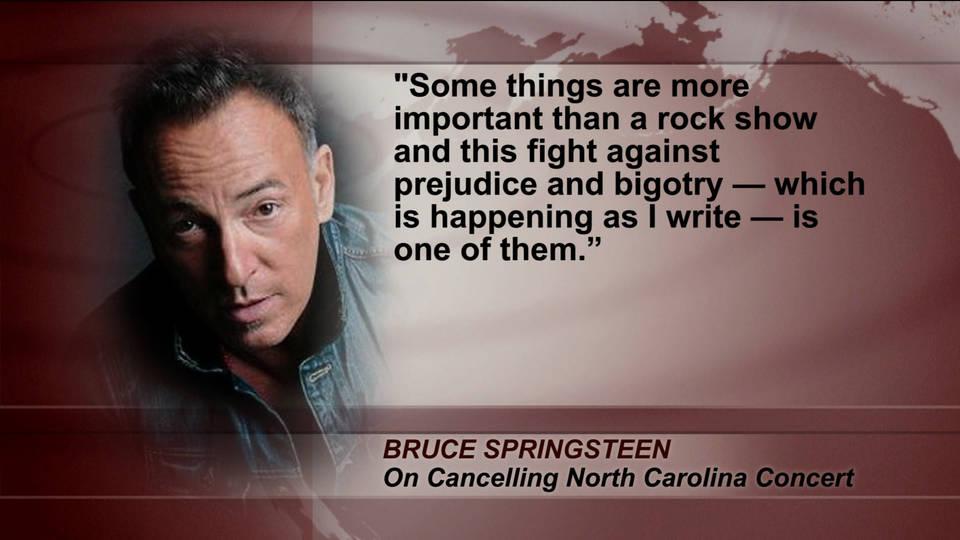 "Some things are more
important than a rock show
and this fight against
prejudice and bigotry — which
is happening as I write — is
one of them.”
BRUCE SPRINGSTEEN
On Cancelling North Carolina Concert